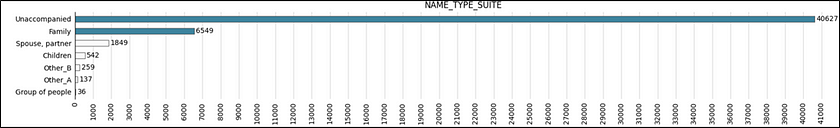 NAME_TYPE_SUITE
Unaccompanied 40627
Family 6549
Spouse, partner 1849
Children 542
Other_B 259
Other_A 137
Group of people 36
0 1000 2000 3000 4000 5000 6000 7000 8000 9000 10000 11000 12000 13000 14000 15000 16000 17000 18000 19000 20000 21000 22000 23000 24000 25000 26000 27000 28000 29000 30000 31000 32000 33000 34000 35000 36000 37000 38000 39000 40000 41000